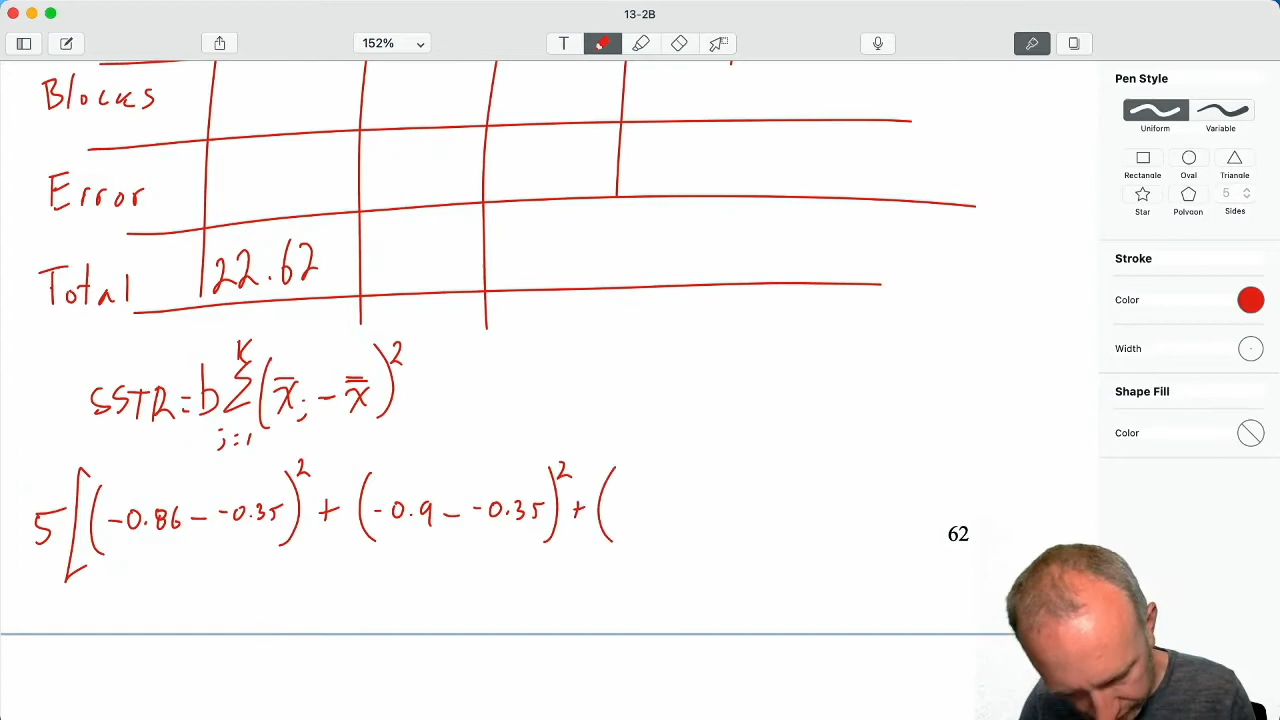 13-2B
152%
T
Pen Style
Uniform Variable
Rectangle Oval Triangle
5
Star Polygon Sides
Stroke
Color
Width
Shape Fill
Color
Blocks
Error
Total 22.62
SSTR = b∑(x̄ⱼ - x̿)²
k
j=1
5[(-0.86 - -0.35)² + (-0.9 - -0.35)² + (
62